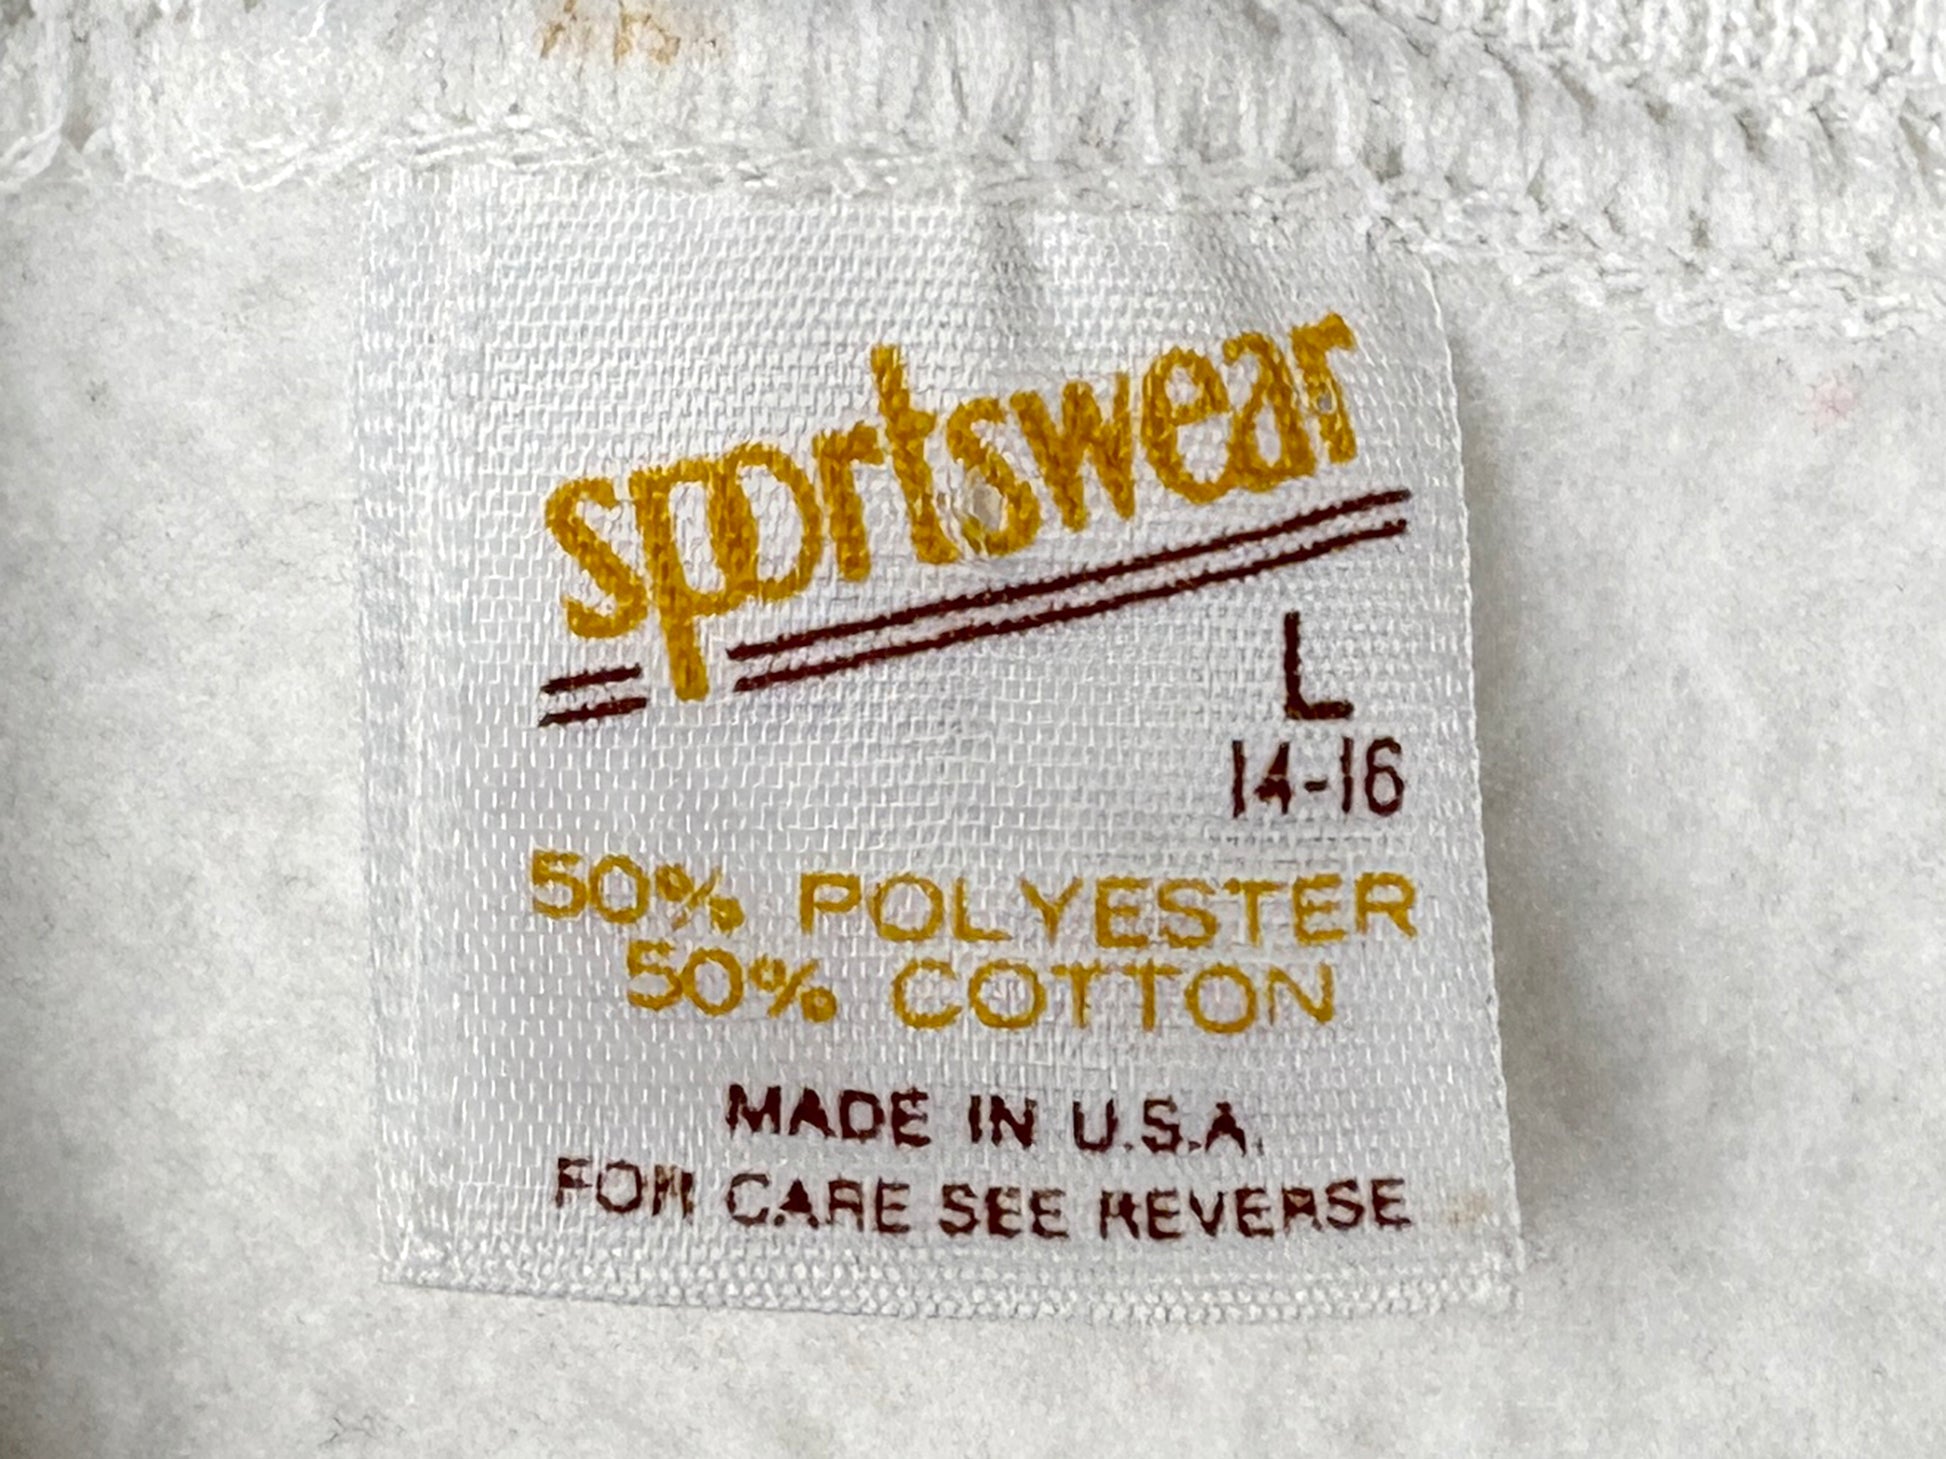 sportswear
L
14-16
50% POLYESTER
50% COTTON
MADE IN U.S.A.
FOR CARE SEE REVERSE